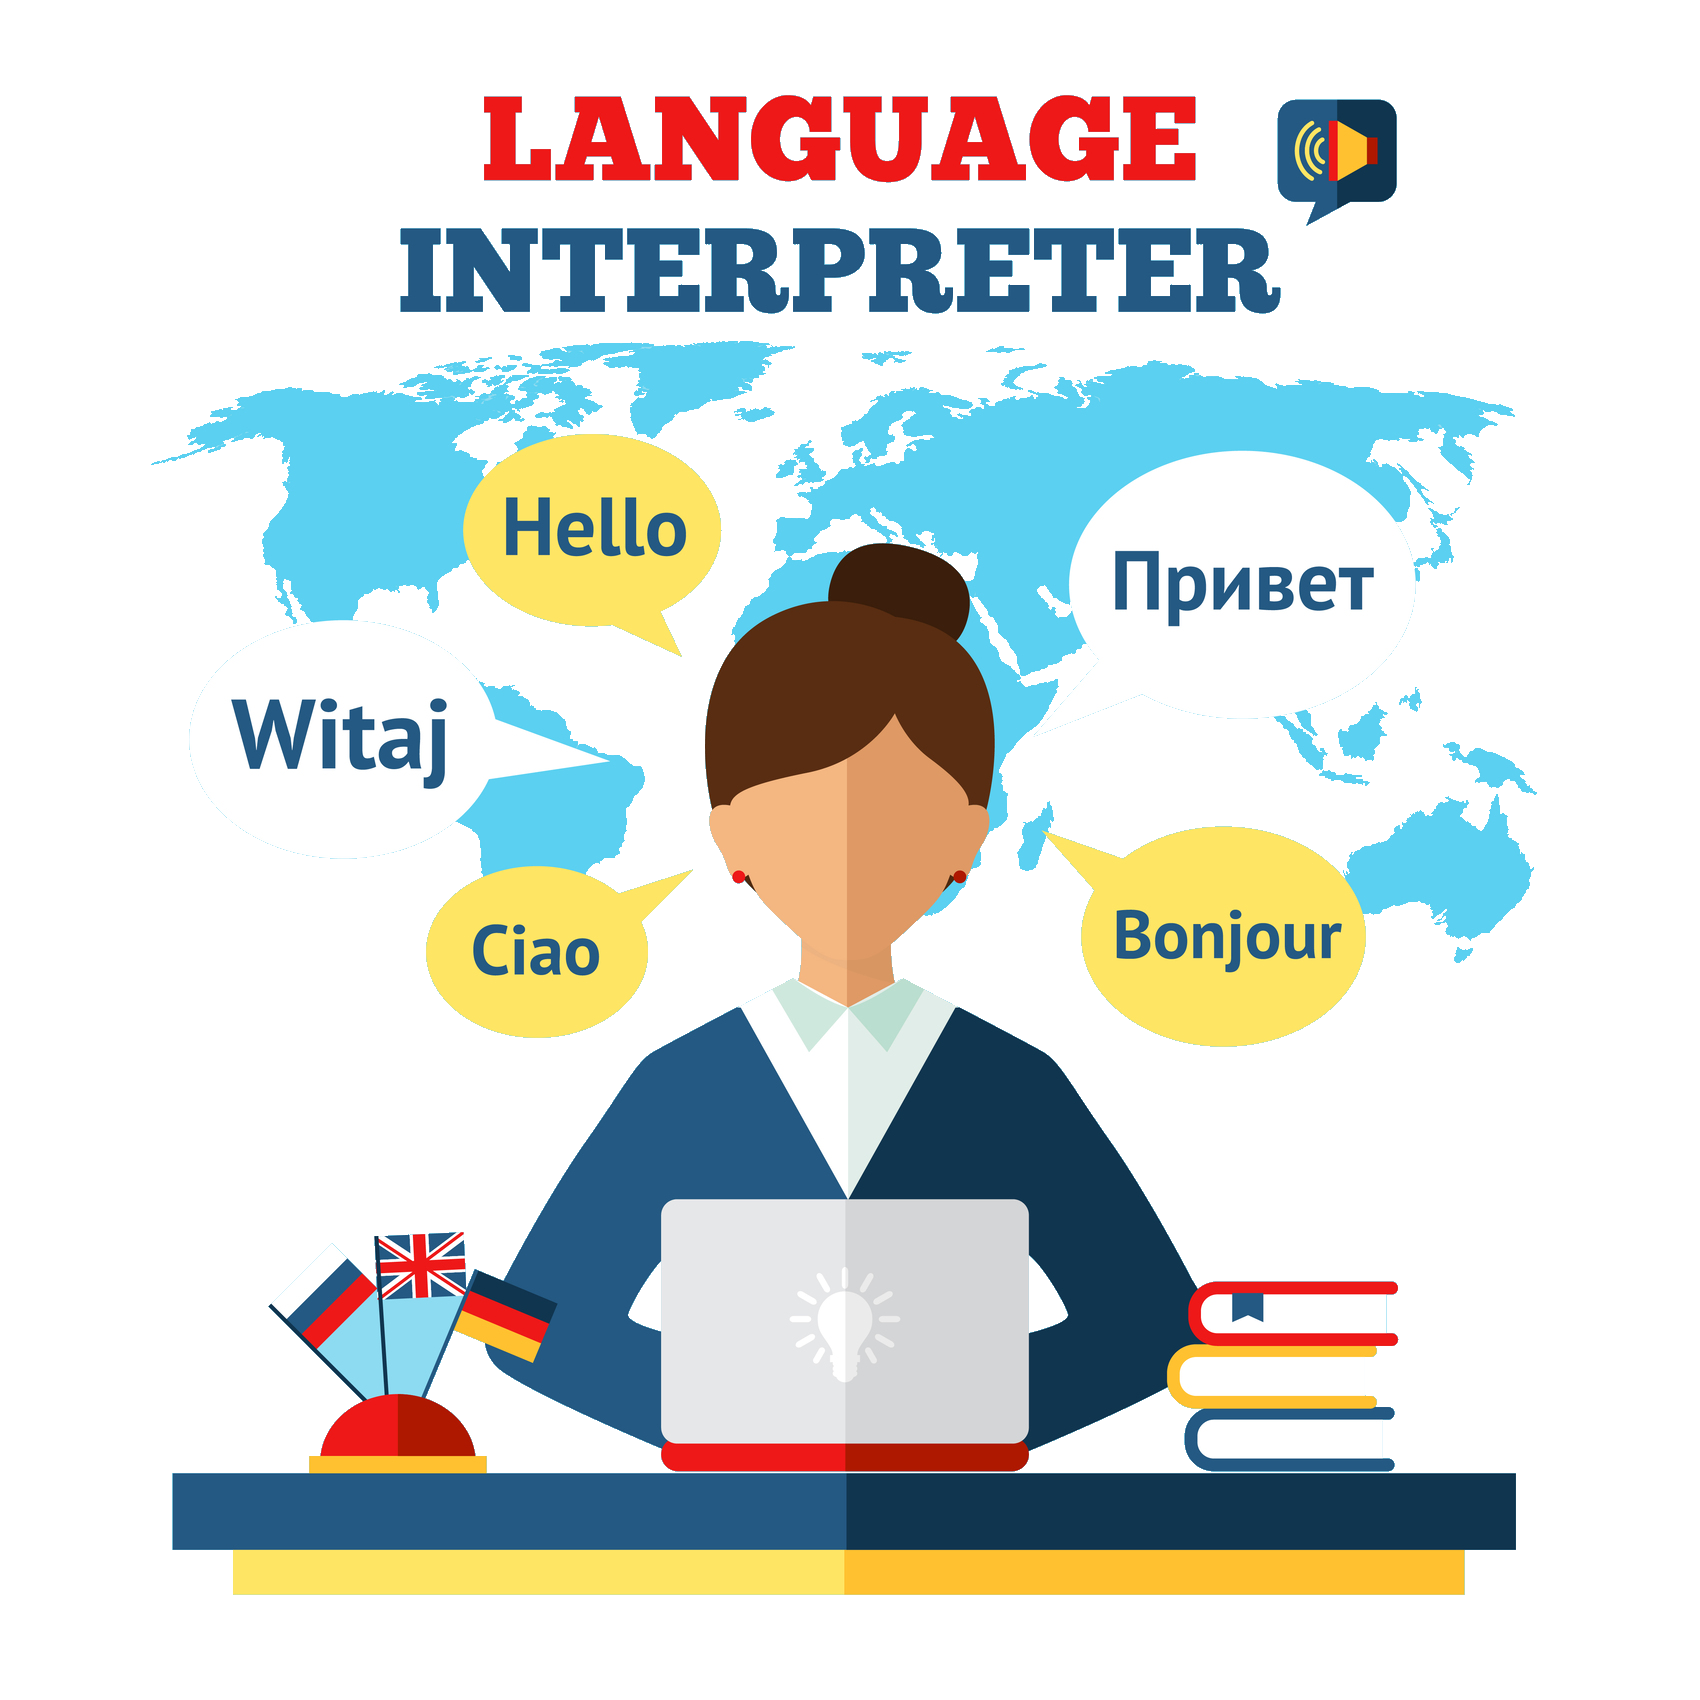 LANGUAGE
INTERPRETER
Hello
Привет
Witaj
Ciao
Bonjour